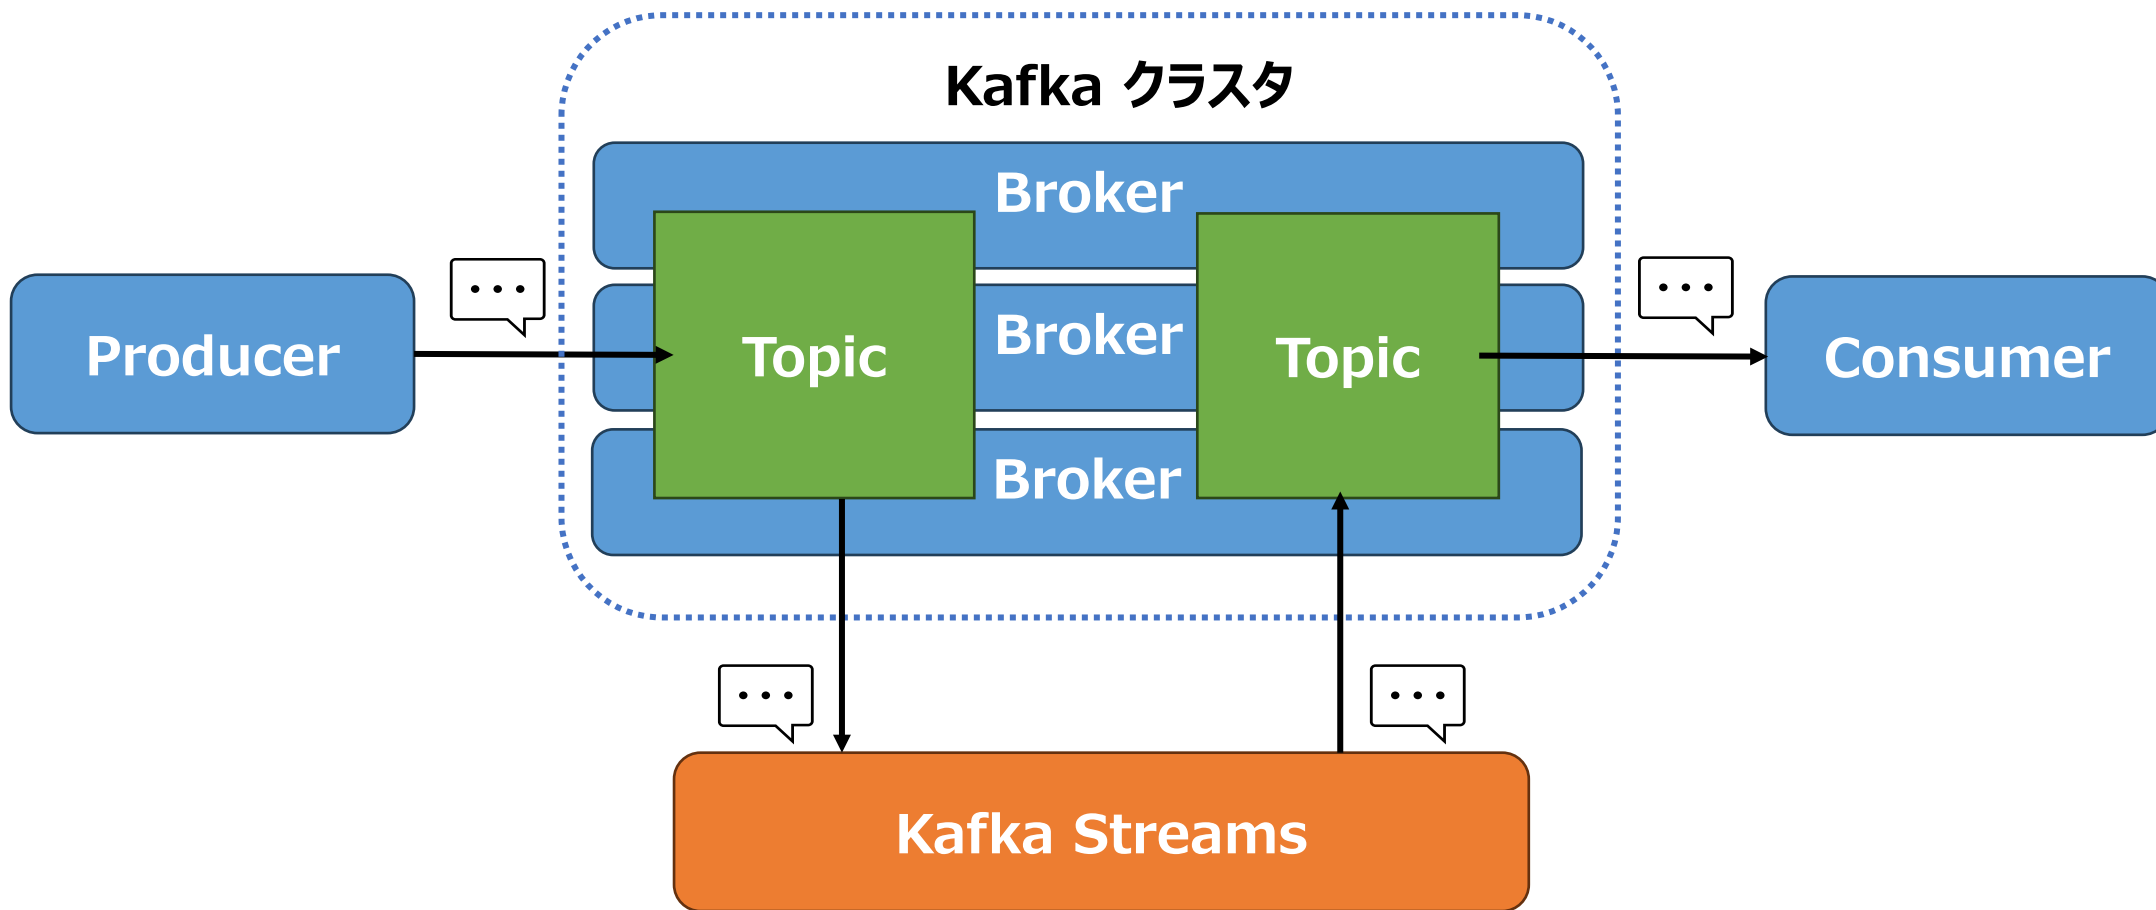 Kafka クラスタ
Broker
Broker
Broker
Topic
Topic
Producer
Consumer
Kafka Streams